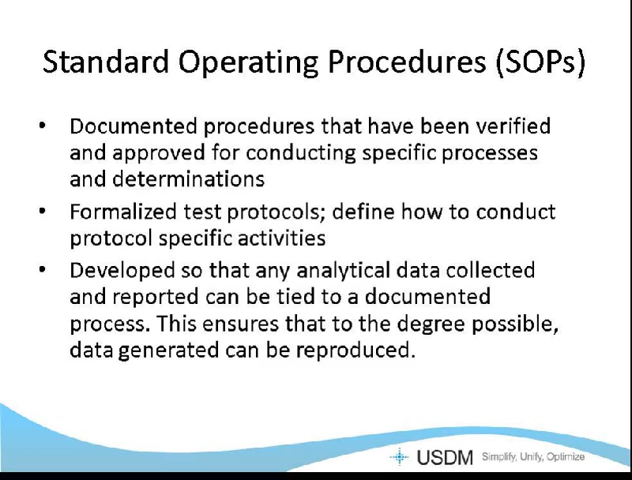 Standard Operating Procedures (SOPs)
• Documented procedures that have been verified
and approved for conducting specific processes
and determinations
• Formalized test protocols; define how to conduct
protocol specific activities
• Developed so that any analytical data collected
and reported can be tied to a documented
process. This ensures that to the degree possible,
data generated can be reproduced.
USDM Simplify, Unify, Optimize